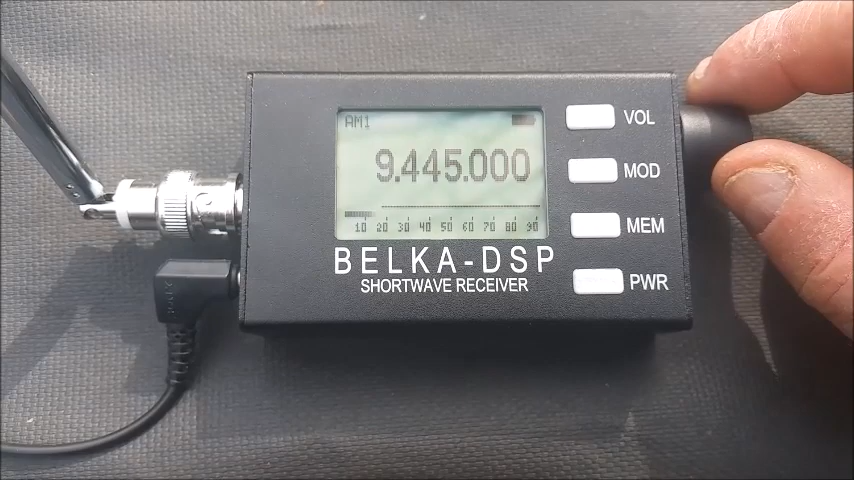 AM1
VOL
9.445.000
MOD
10 20 30 40 50 60 70 80 90
MEM
BELKA-DSP
SHORTWAVE RECEIVER
PWR